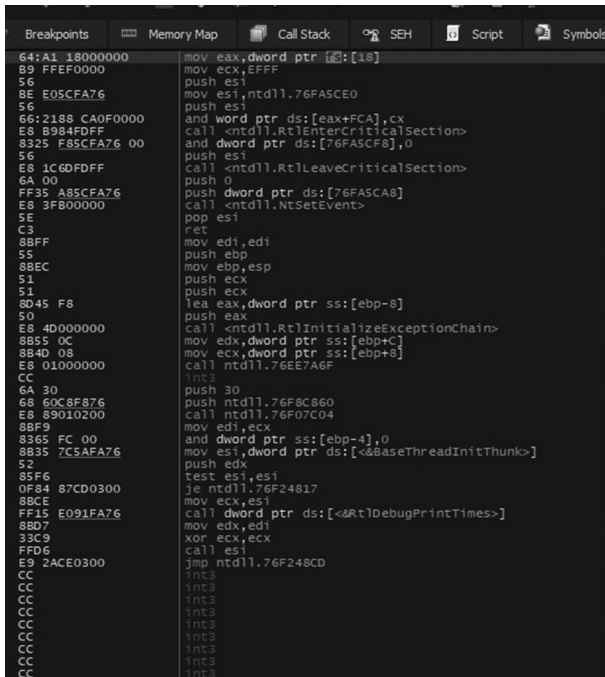 Breakpoints Memory Map Call Stack SEH Script Symbols
64:A1 18000000 mov eax,dword ptr fs:[18]
B9 FFEF0000 mov ecx,EFFF
56 push esi
BE E05CFA76 mov esi,ntdll.76FA5CE0
56 push esi
66:2188 CA0F0000 and word ptr ds:[eax+FCA],cx
E8 B984FDFF call <ntdll.RtlEnterCriticalSection>
8325 F85CFA76 00 and dword ptr ds:[76FA5CF8],0
56 push esi
E8 1C6DFDFF call <ntdll.RtlLeaveCriticalSection>
6A 00 push 0
FF35 A85CFA76 push dword ptr ds:[76FA5CA8]
E8 3FB00000 call <ntdll.NtSetEvent>
5E pop esi
C3 ret
8BFF mov edi,edi
55 push ebp
8BEC mov ebp,esp
51 push ecx
51 push ecx
8D45 F8 lea eax,dword ptr ss:[ebp-8]
50 push eax
E8 4D000000 call <ntdll.RtlInitializeExceptionChain>
8B55 0C mov edx,dword ptr ss:[ebp+C]
8B4D 08 mov ecx,dword ptr ss:[ebp+8]
E8 01000000 call ntdll.76EE7A6F
CC int3
6A 30 push 30
68 60C8F876 push ntdll.76F8C860
E8 89010200 call ntdll.76F07C04
8BF9 mov edi,ecx
8365 FC 00 and dword ptr ss:[ebp-4],0
8B35 7C5AFA76 mov esi,dword ptr ds:[<&BaseThreadInitThunk>]
52 push edx
85F6 test esi,esi
0F84 87CD0300 je ntdll.76F24817
8BCE mov ecx,esi
FF15 E091FA76 call dword ptr ds:[<&RtlDebugPrintTimes>]
8BD7 mov edx,edi
33C9 xor ecx,ecx
FFD6 call esi
E9 2ACE0300 jmp ntdll.76F248CD
CC int3
CC int3
CC int3
CC int3
CC int3
CC int3
CC int3
CC int3
CC int3